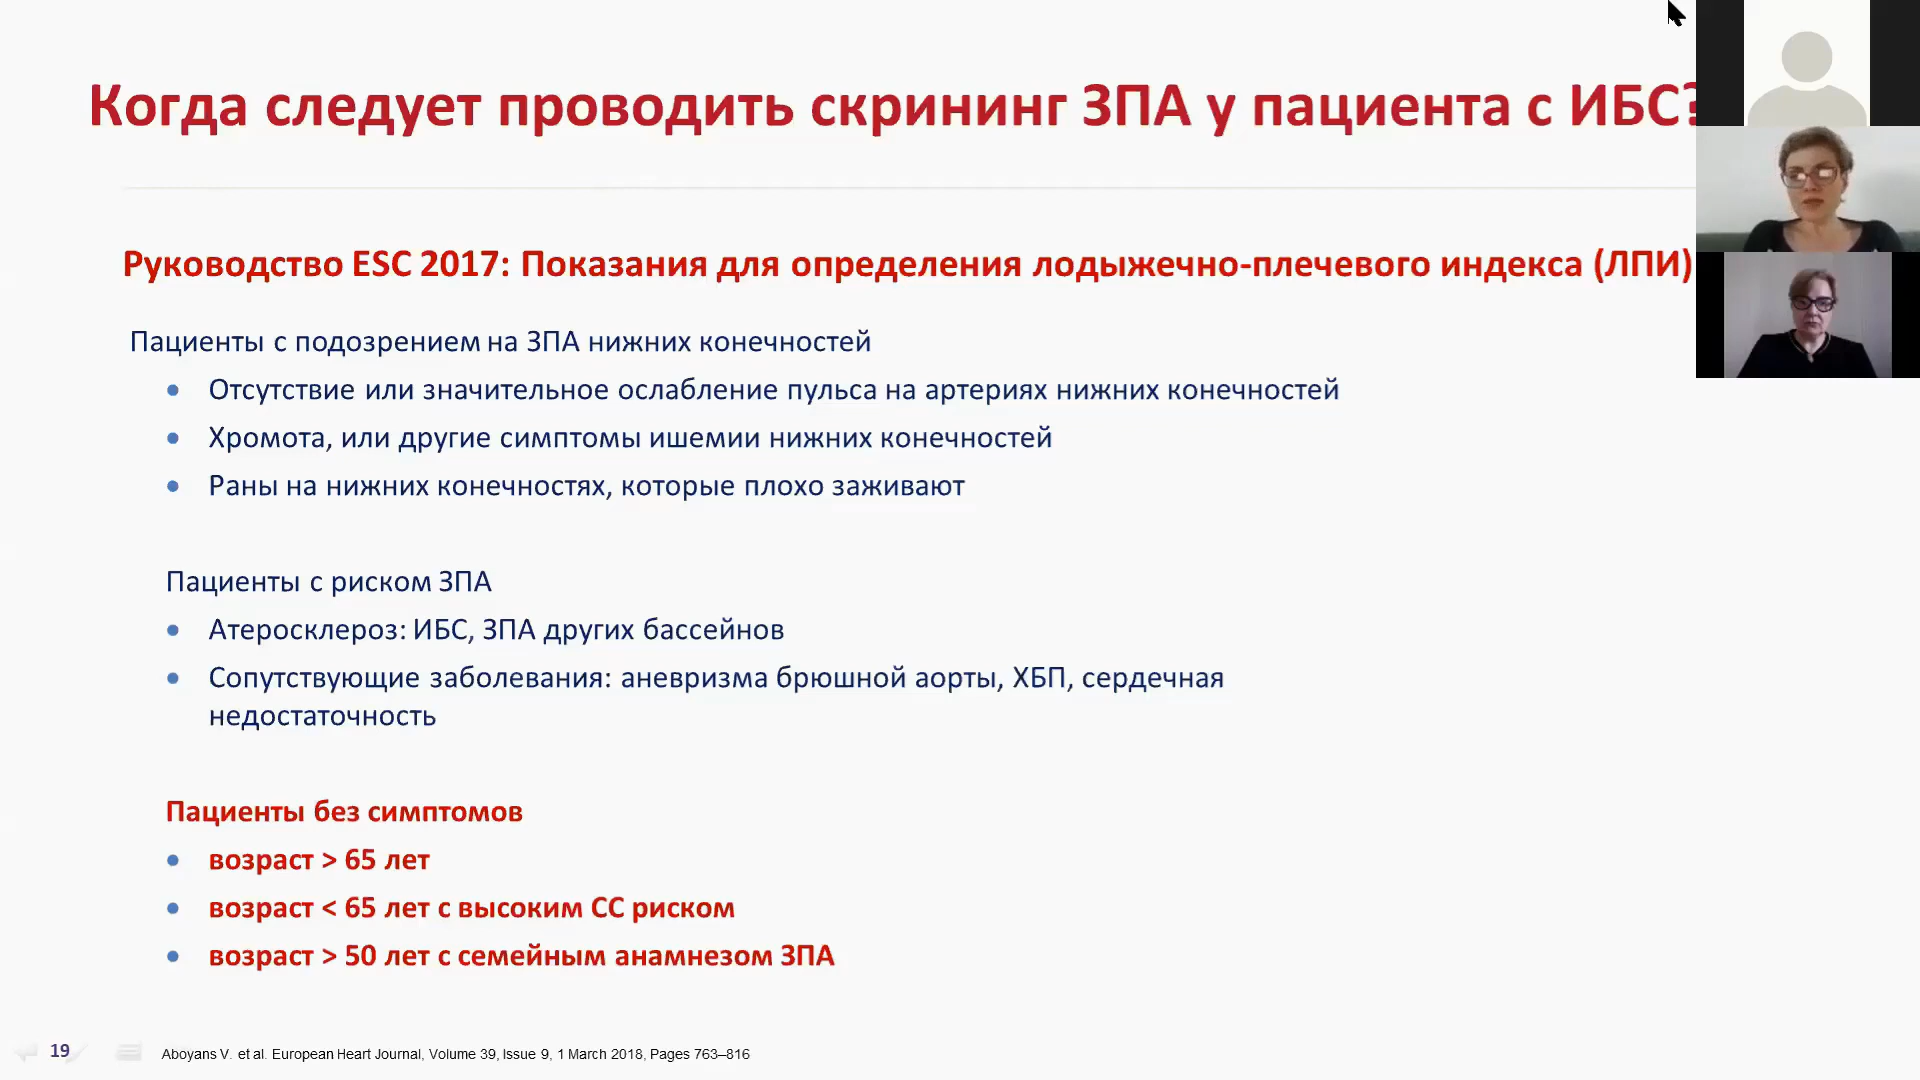 Когда следует проводить скрининг ЗПА у пациента с ИБС?
Руководство ESC 2017: Показания для определения лодыжечно-плечевого индекса (ЛПИ)
Пациенты с подозрением на ЗПА нижних конечностей
• Отсутствие или значительное ослабление пульса на артериях нижних конечностей
• Хромота, или другие симптомы ишемии нижних конечностей
• Раны на нижних конечностях, которые плохо заживают
Пациенты с риском ЗПА
• Атеросклероз: ИБС, ЗПА других бассейнов
• Сопутствующие заболевания: аневризма брюшной аорты, ХБП, сердечная
недостаточность
Пациенты без симптомов
• возраст > 65 лет
• возраст < 65 лет с высоким СС риском
• возраст > 50 лет с семейным анамнезом ЗПА
19
Aboyans V. et al. European Heart Journal, Volume 39, Issue 9, 1 March 2018, Pages 763–816